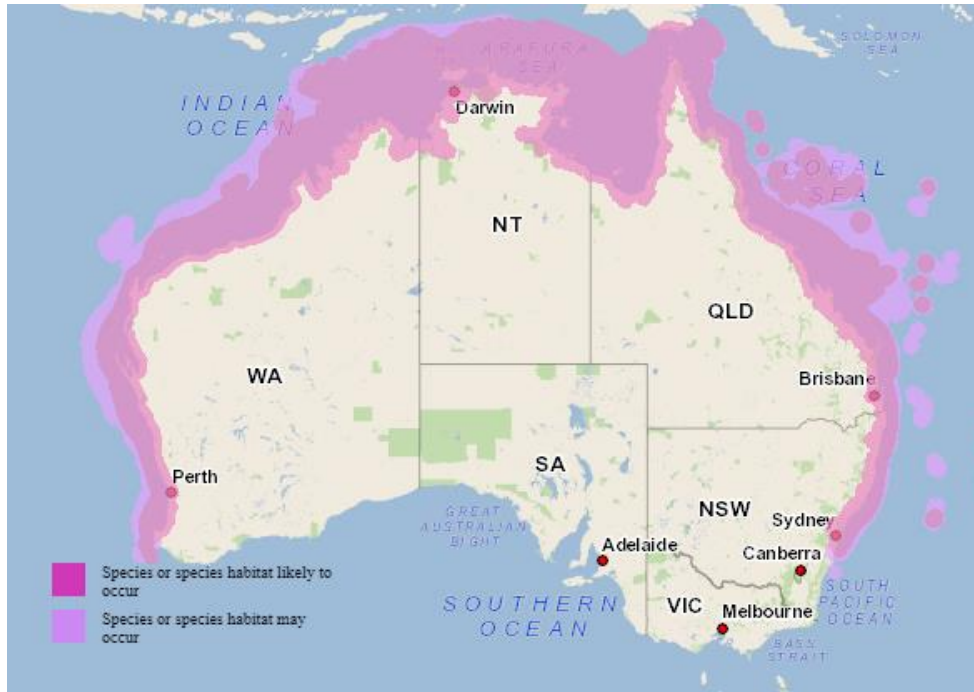 SOLOMON
SEA
ARAFURA
SEA
INDIAN
OCEAN
Darwin
CORAL
SEA
NT
QLD
WA
Brisbane
SA
Perth
NSW
GREAT
AUSTRALIAN
BIGHT
Sydney
Adelaide
Canberra
Species or species habitat likely to
occur
SOUTHERN
OCEAN
SOUTH
PACIFIC
OCEAN
VIC
Melbourne
Species or species habitat may
occur
BASS
STRAIT